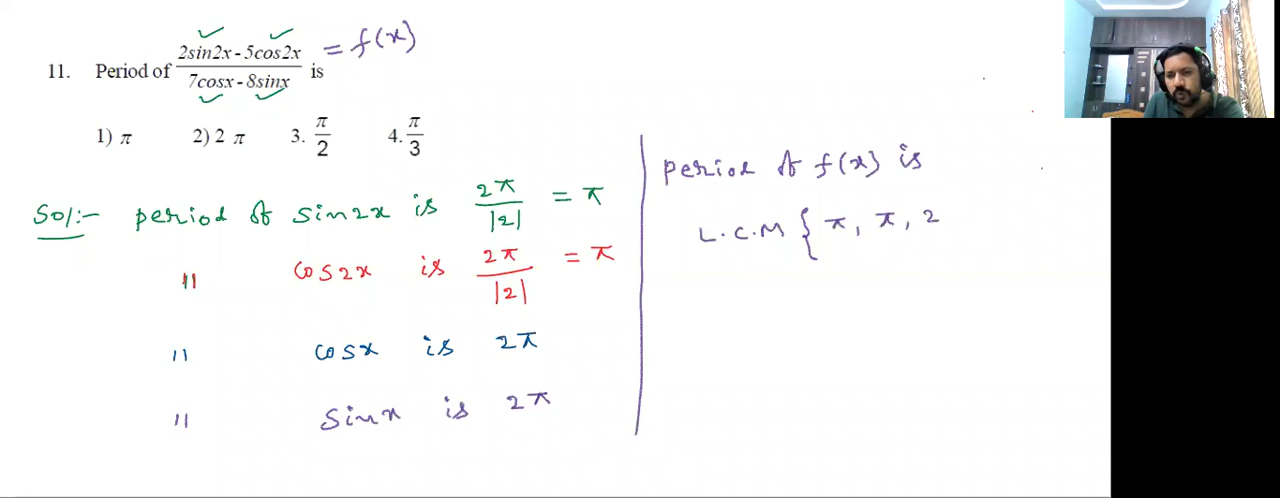 11. Period of (2sin2x - 5cos2x)/(7cosx - 8sinx) is = f(x)
1) π 2) 2 π 3. π/2 4. π/3
Sol:- period of sin2x is 2π/|2| = π
" cos2x is 2π/|2| = π
" cosx is 2π
" sinx is 2π
period of f(x) is
L.C.M { π, π, 2